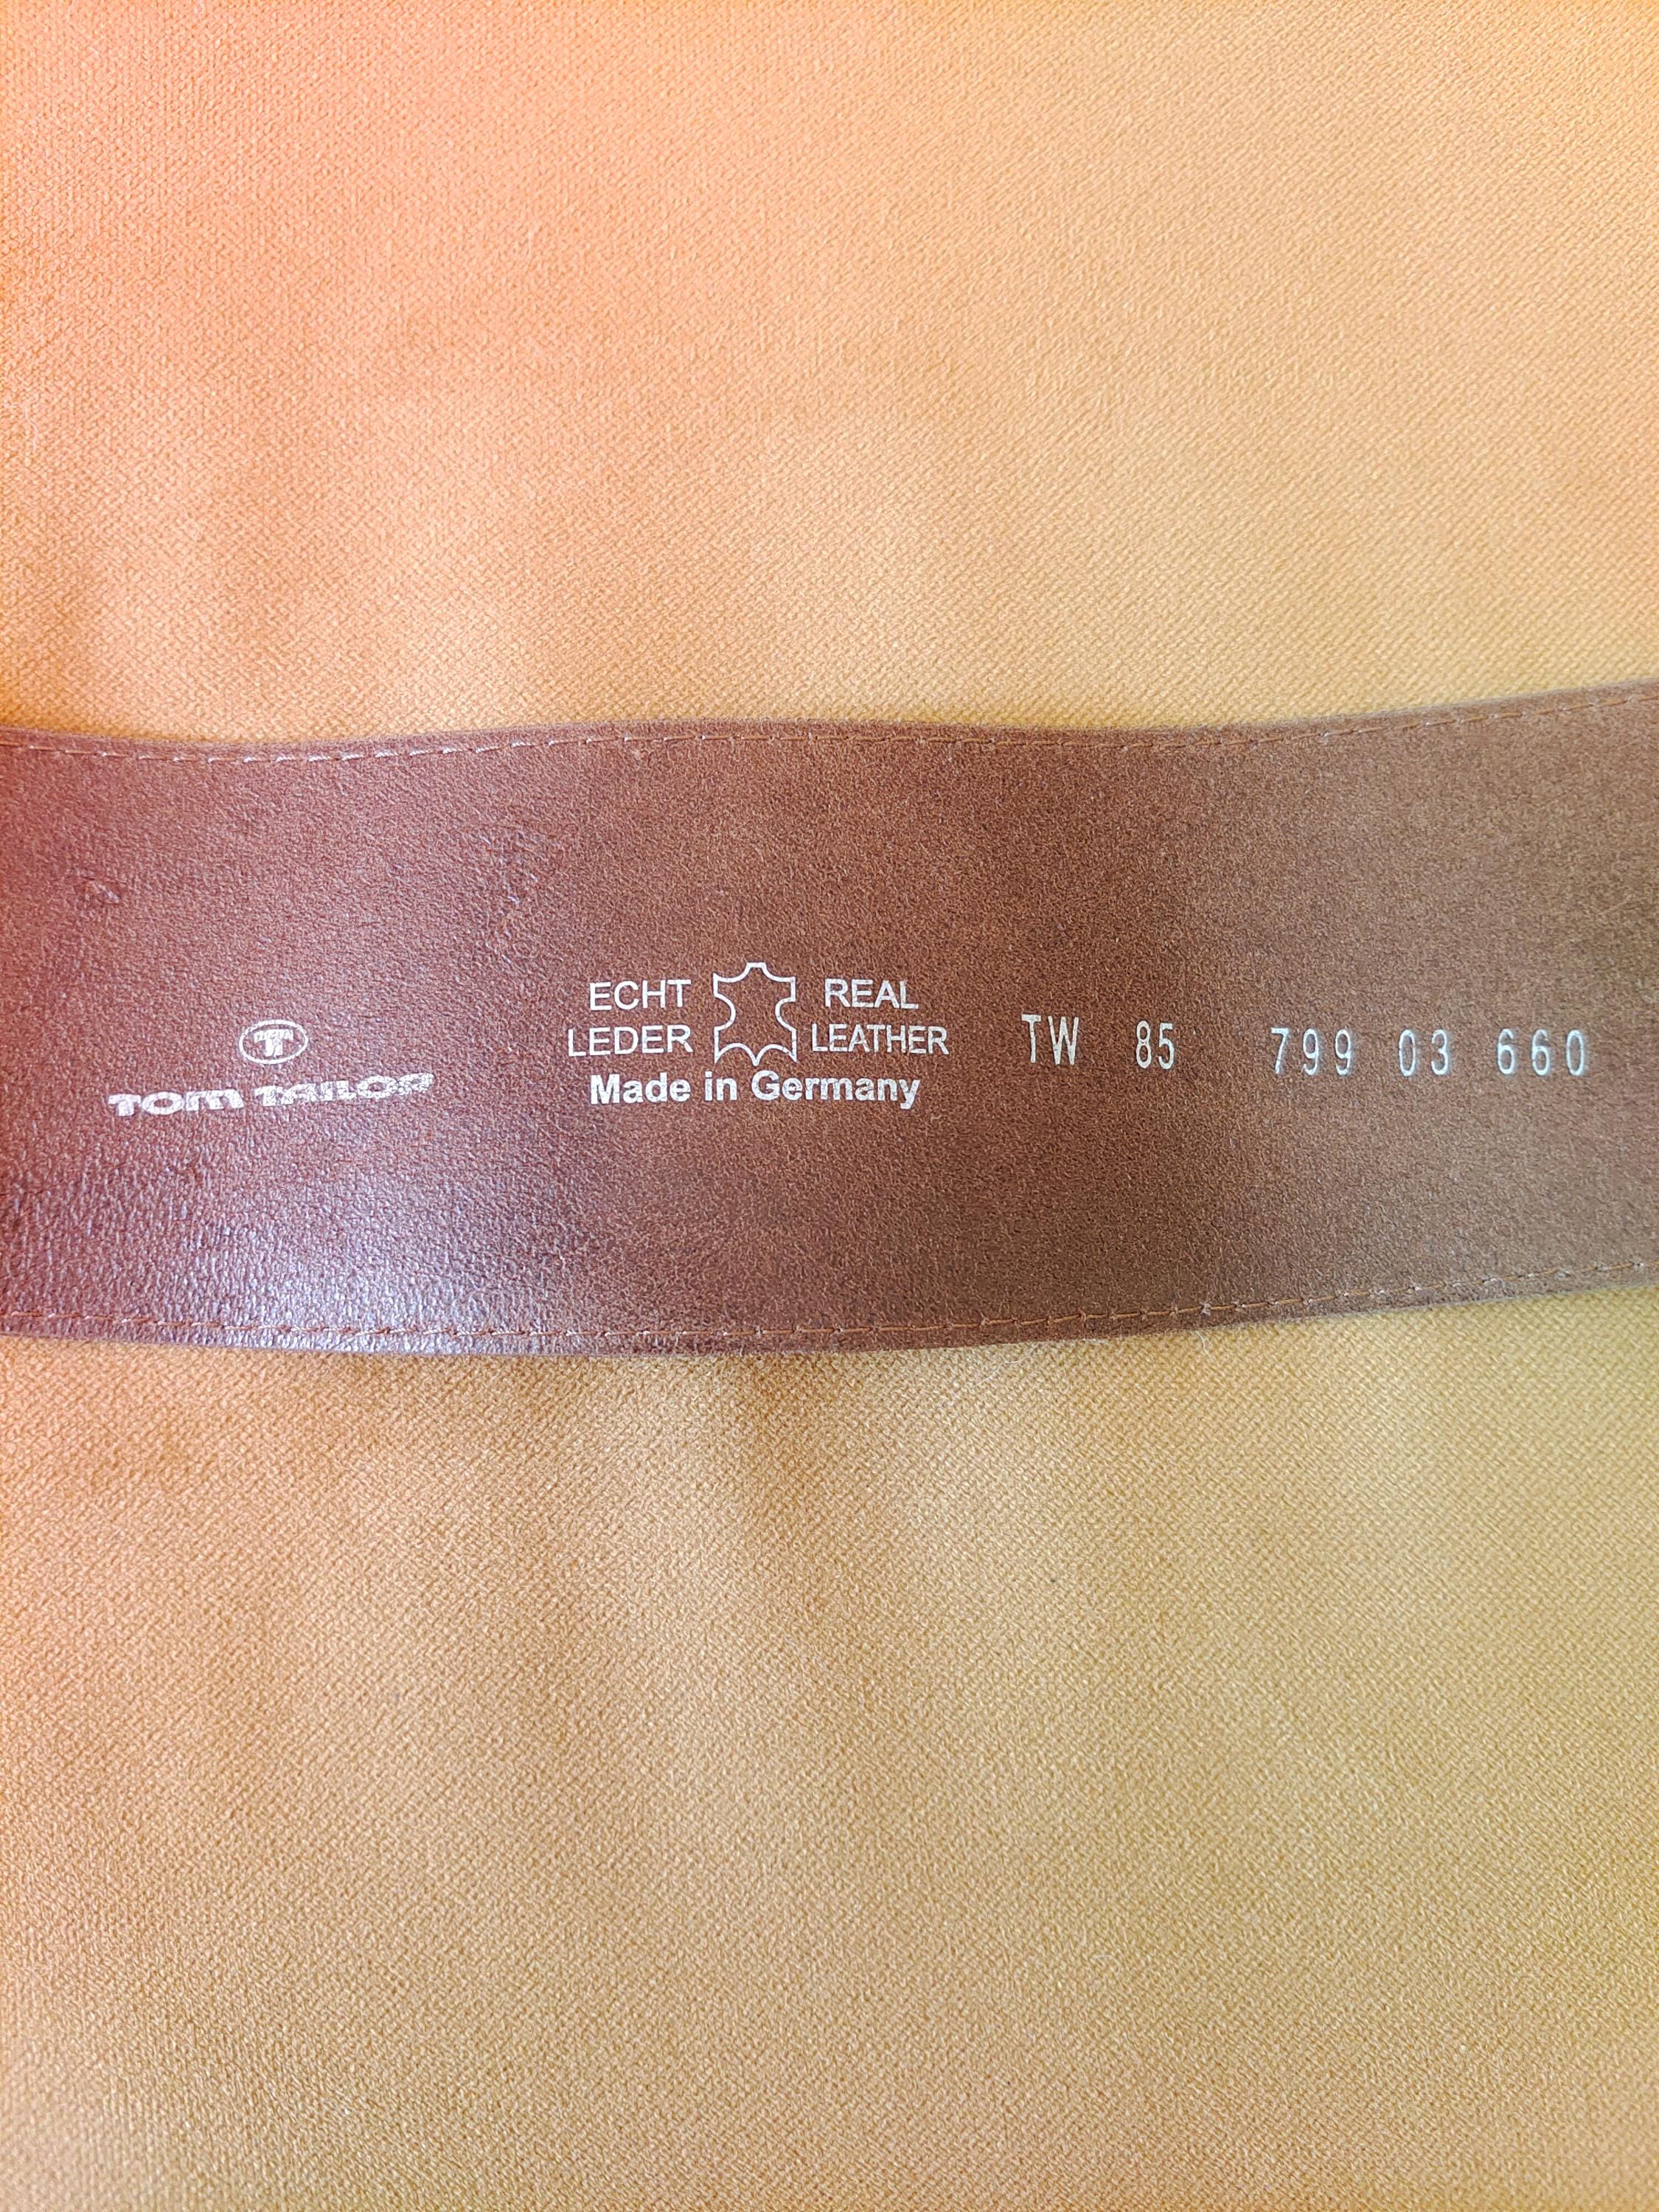 T
TOM TAILOR
ECHT REAL
LEDER LEATHER
Made in Germany
TW 85 799 03 660